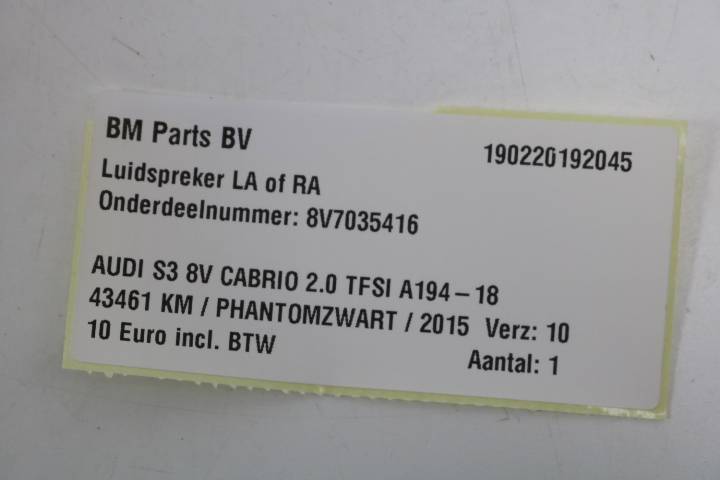 BM Parts BV
190220192045
Luidspreker LA of RA
Onderdeelnummer: 8V7035416
AUDI S3 8V CABRIO 2.0 TFSI A194-18
43461 KM / PHANTOMZWART / 2015 Verz: 10
10 Euro incl. BTW
Aantal: 1